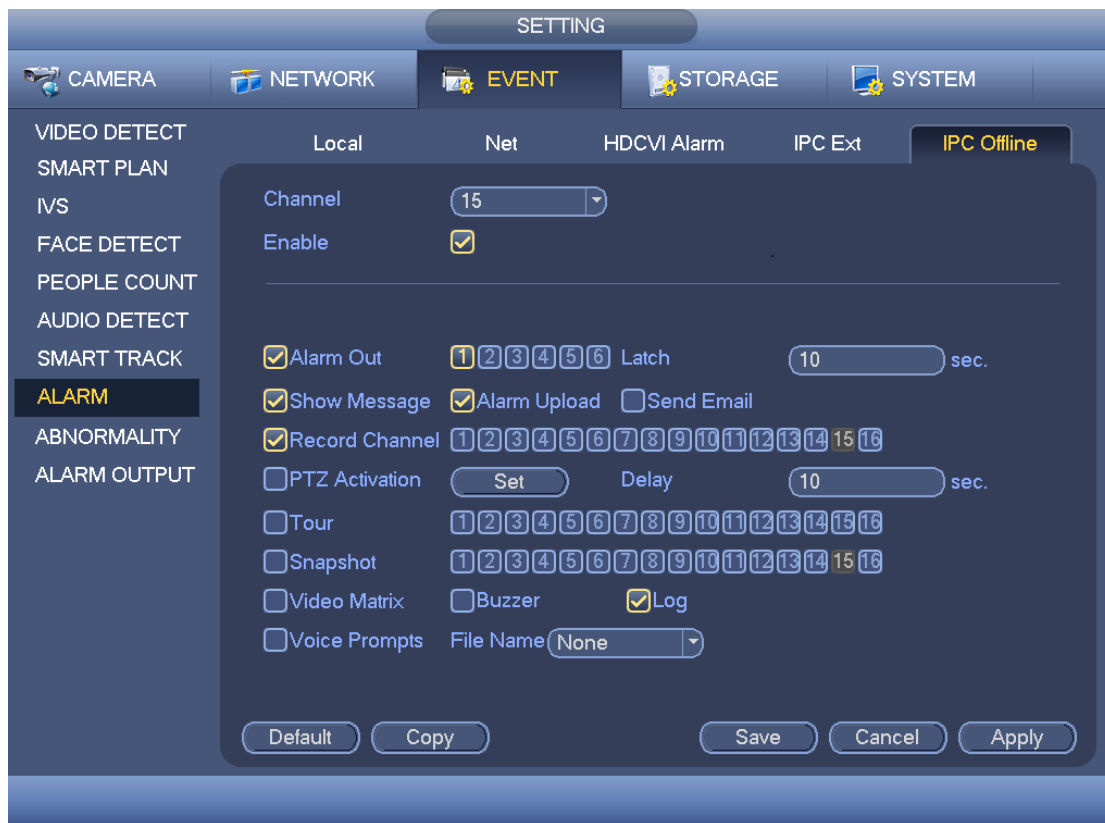 SETTING
CAMERA NETWORK EVENT STORAGE SYSTEM
VIDEO DETECT
SMART PLAN
IVS
FACE DETECT
PEOPLE COUNT
AUDIO DETECT
SMART TRACK
ALARM
ABNORMALITY
ALARM OUTPUT
Local Net HDCVI Alarm IPC Ext IPC Offline
Channel 15
Enable
Alarm Out 1 2 3 4 5 6 Latch 10 sec.
Show Message Alarm Upload Send Email
Record Channel 1 2 3 4 5 6 7 8 9 10 11 12 13 14 15 16
PTZ Activation Set Delay 10 sec.
Tour 1 2 3 4 5 6 7 8 9 10 11 12 13 14 15 16
Snapshot 1 2 3 4 5 6 7 8 9 10 11 12 13 14 15 16
Video Matrix Buzzer Log
Voice Prompts File Name None
Default Copy Save Cancel Apply